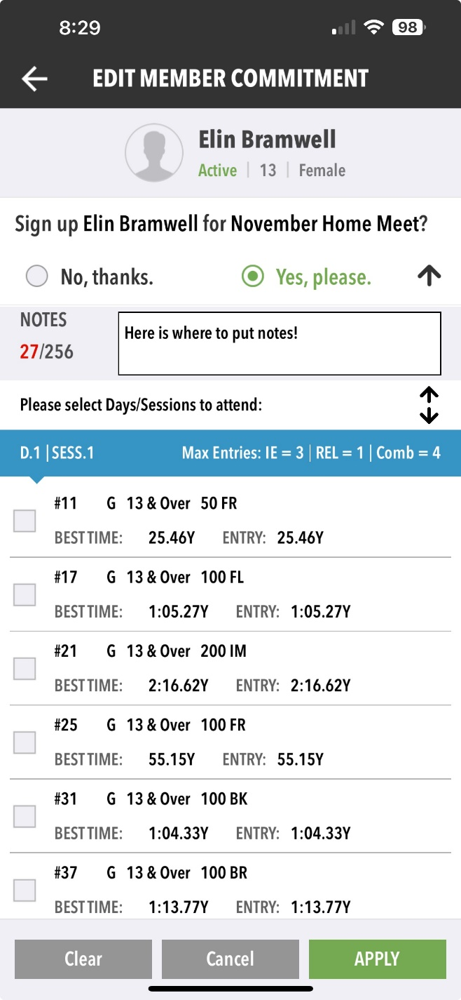 8:29 98
EDIT MEMBER COMMITMENT
Elin Bramwell
Active | 13 | Female
Sign up Elin Bramwell for November Home Meet?
No, thanks. Yes, please.
NOTES
27/256
Here is where to put notes!
Please select Days/Sessions to attend:
D.1 | SESS.1 Max Entries: IE = 3 | REL = 1 | Comb = 4
#11 G 13 & Over 50 FR
BEST TIME: 25.46Y ENTRY: 25.46Y
#17 G 13 & Over 100 FL
BEST TIME: 1:05.27Y ENTRY: 1:05.27Y
#21 G 13 & Over 200 IM
BEST TIME: 2:16.62Y ENTRY: 2:16.62Y
#25 G 13 & Over 100 FR
BEST TIME: 55.15Y ENTRY: 55.15Y
#31 G 13 & Over 100 BK
BEST TIME: 1:04.33Y ENTRY: 1:04.33Y
#37 G 13 & Over 100 BR
BEST TIME: 1:13.77Y ENTRY: 1:13.77Y
Clear Cancel APPLY